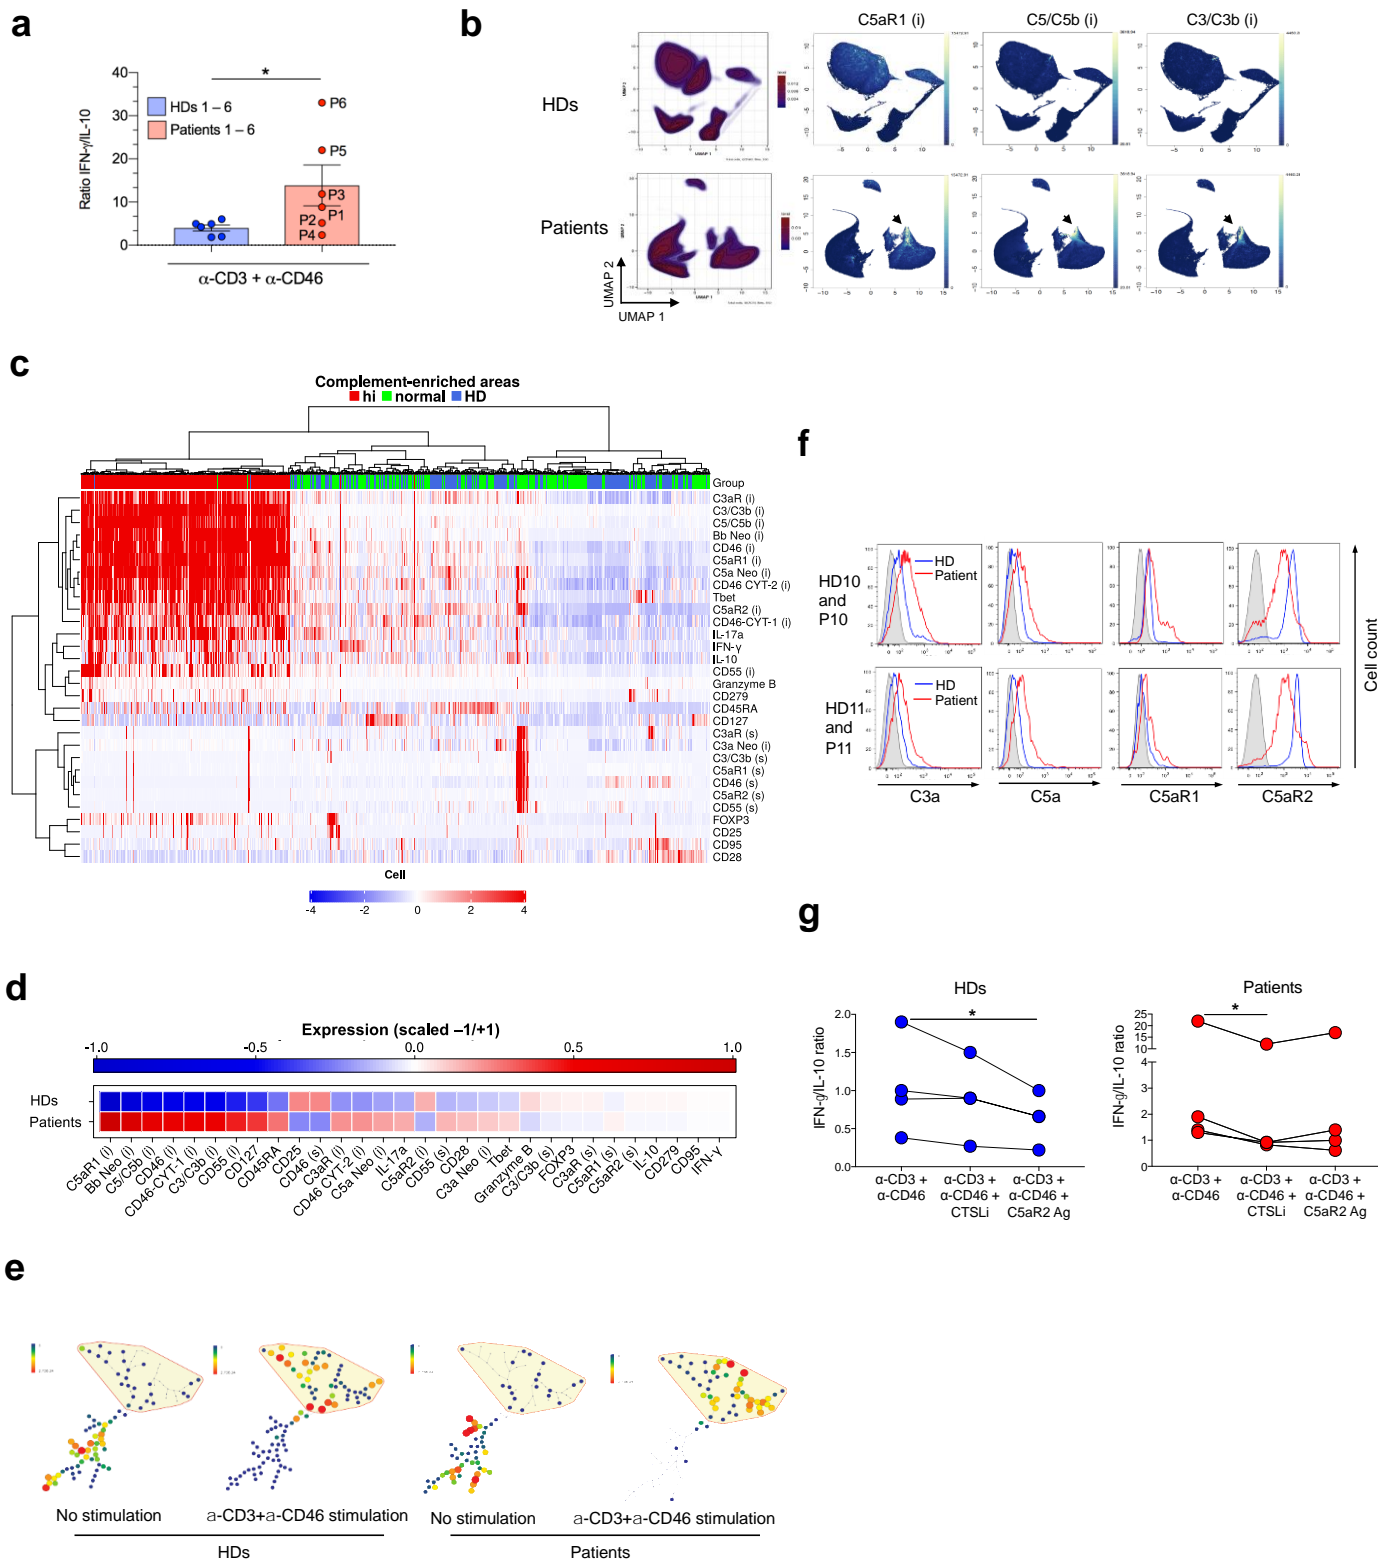 a
Ratio IFN-γ/IL-10
40
30
20
10
0
HDs 1 – 6
Patients 1 – 6
*
P6
P5
P3
P1
P2
P4
α-CD3 + α-CD46
b
C5aR1 (i)
C5/C5b (i)
C3/C3b (i)
HDs
Patients
UMAP 2
UMAP 1
c
Complement-enriched areas
hi normal HD
Group
C3aR (i)
C3/C3b (i)
C5/C5b (i)
Bb Neo (i)
CD46 (i)
C5aR1 (i)
C5a Neo (i)
CD46 CYT-2 (i)
Tbet
C5aR2 (i)
CD46-CYT-1 (i)
IL-17a
IFN-γ
IL-10
CD55 (i)
Granzyme B
CD279
CD45RA
CD127
C3aR (s)
C3a Neo (i)
C3/C3b (s)
C5aR1 (s)
CD46 (s)
C5aR2 (s)
CD55 (s)
FOXP3
CD25
CD95
CD28
Cell
-4 -2 0 2 4
d
Expression (scaled –1/+1)
-1.0 -0.5 0.0 0.5 1.0
HDs
Patients
C5aR1 (i)
Bb Neo (i)
C5/C5b (i)
CD46 (i)
CD46-CYT-1 (i)
C3/C3b (i)
CD55 (i)
CD127
CD45RA
CD25
CD46 (s)
C3aR (i)
CD46 CYT-2 (i)
C5a Neo (i)
IL-17a
C5aR2 (i)
CD55 (s)
CD28
C3a Neo (i)
Tbet
Granzyme B
C3/C3b (s)
FOXP3
C3aR (s)
C5aR1 (s)
C5aR2 (s)
IL-10
CD279
CD95
IFN-γ
e
No stimulation
a-CD3+a-CD46 stimulation
No stimulation
a-CD3+a-CD46 stimulation
HDs
Patients
f
HD10
and
P10
HD
Patient
HD11
and
P11
HD
Patient
C3a
C5a
C5aR1
C5aR2
Cell count
g
HDs
IFN-g/IL-10 ratio
2.0
1.5
1.0
0.5
0.0
*
α-CD3 +
α-CD46
α-CD3 +
α-CD46 +
CTSLi
α-CD3 +
α-CD46 +
C5aR2 Ag
Patients
IFN-g/IL-10 ratio
25
20
15
10
4
3
2
1
0
*
α-CD3 +
α-CD46
α-CD3 +
α-CD46 +
CTSLi
α-CD3 +
α-CD46 +
C5aR2 Ag